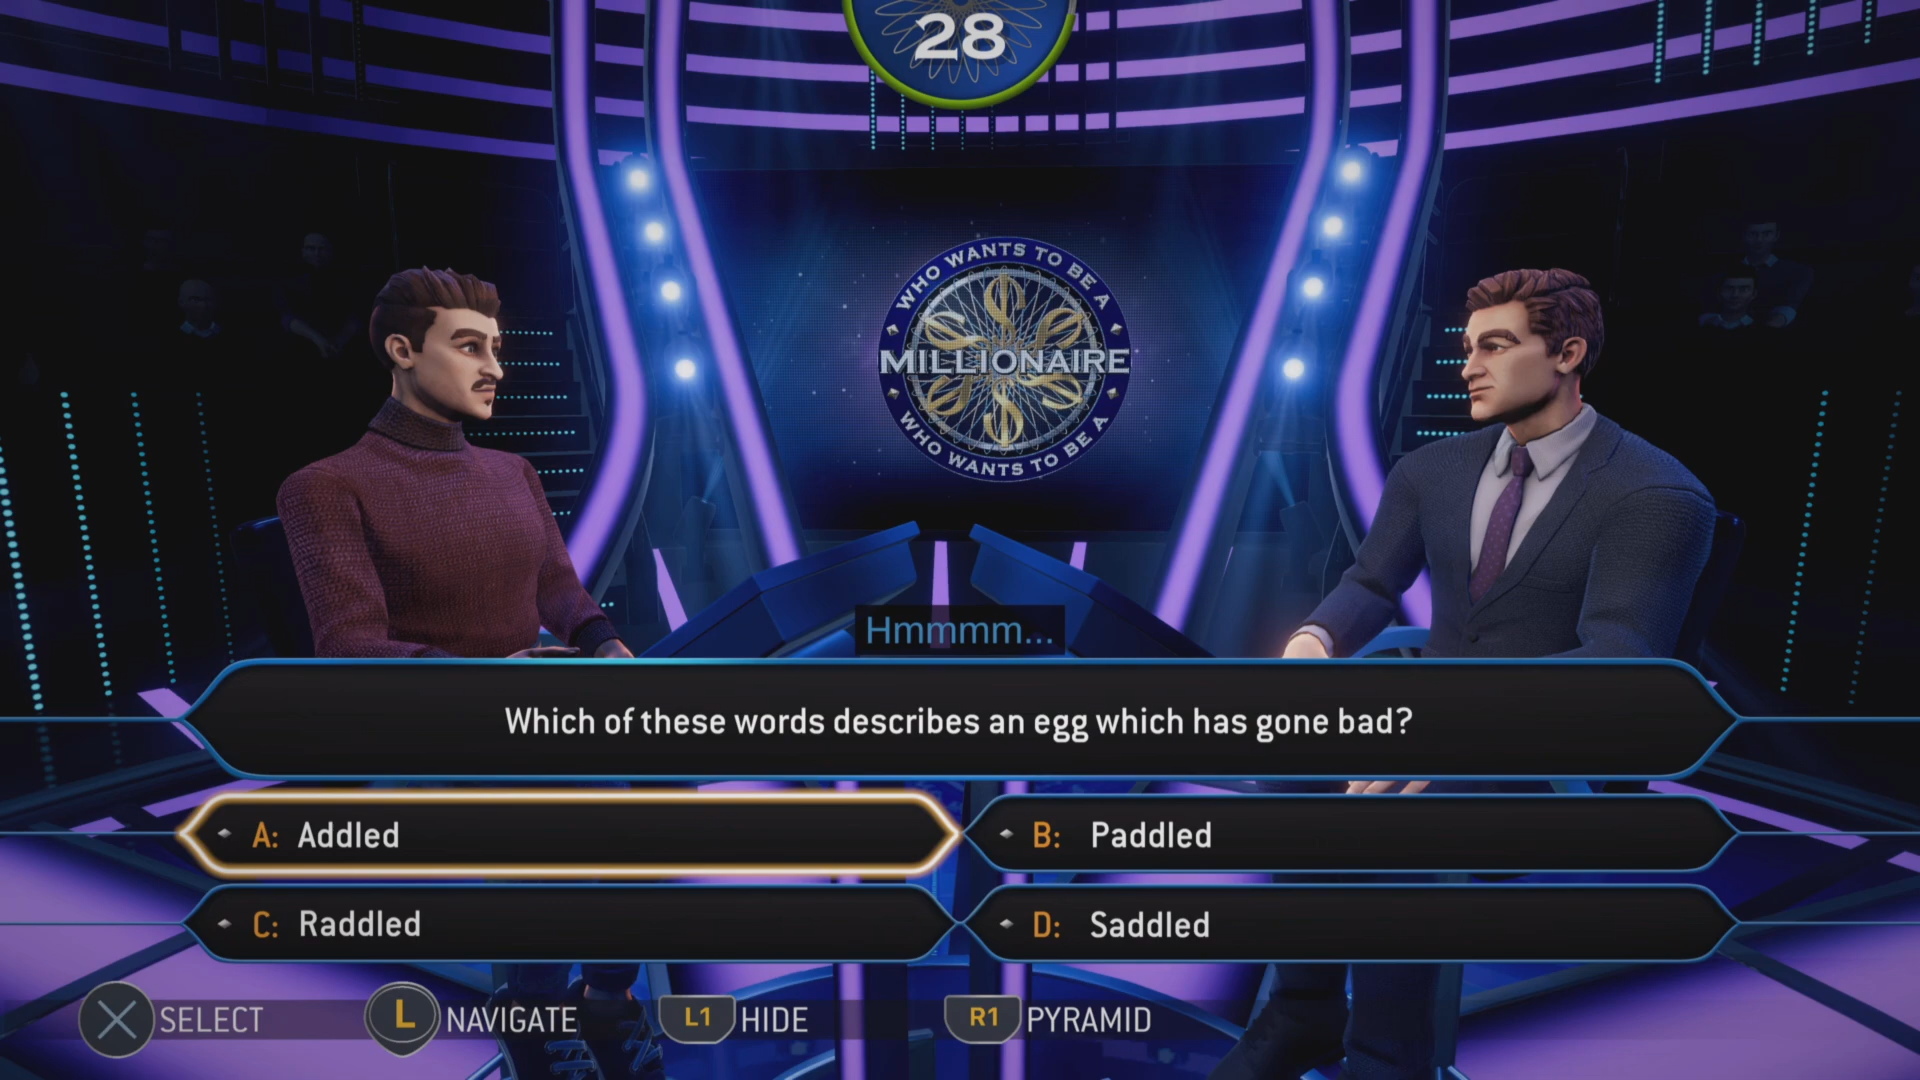 28
WHO WANTS TO BE A
MILLIONAIRE
WHO WANTS TO BE A
Hmmmm...
Which of these words describes an egg which has gone bad?
A: Addled
B: Paddled
C: Raddled
D: Saddled
SELECT
L NAVIGATE
L1 HIDE
R1 PYRAMID